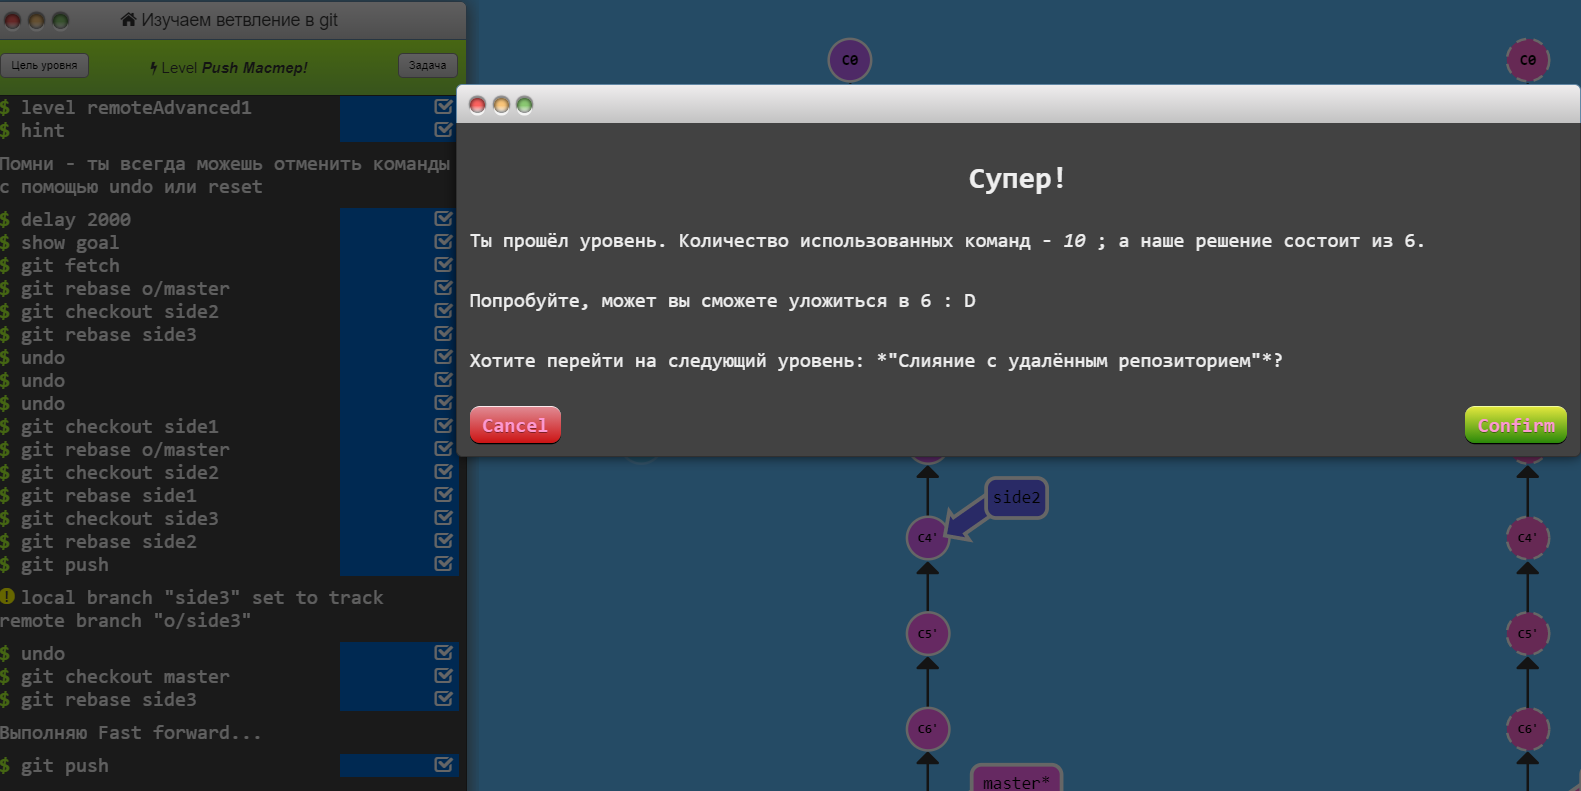 Изучаем ветвление в git
Цель уровня
Level Push Мастер!
Задача
$ level remoteAdvanced1
$ hint
Помни - ты всегда можешь отменить команды
с помощью undo или reset
$ delay 2000
$ show goal
$ git fetch
$ git rebase o/master
$ git checkout side2
$ git rebase side3
$ undo
$ undo
$ undo
$ git checkout side1
$ git rebase o/master
$ git checkout side2
$ git rebase side1
$ git checkout side3
$ git rebase side2
$ git push
local branch "side3" set to track
remote branch "o/side3"
$ undo
$ git checkout master
$ git rebase side3
Выполняю Fast forward...
$ git push
C0
C0
Супер!
Ты прошёл уровень. Количество использованных команд - 10 ; а наше решение состоит из 6.
Попробуйте, может вы сможете уложиться в 6 : D
Хотите перейти на следующий уровень: *"Слияние с удалённым репозиторием"*?
Cancel
Confirm
side2
C4'
C4'
C5'
C5'
C6'
C6'
master*